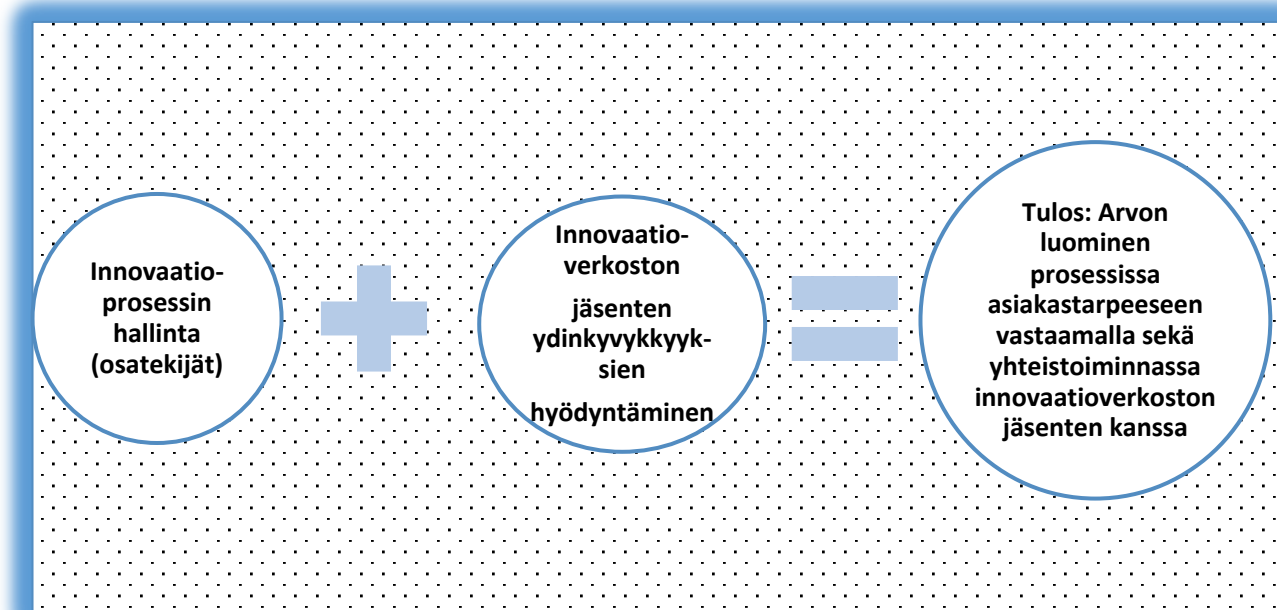 Innovaatio-
prosessin
hallinta
(osatekijät)
Innovaatio-
verkoston
jäsenten
ydinkyvykkyyk-
sien
hyödyntäminen
Tulos: Arvon
luominen
prosessissa
asiakastarpeeseen
vastaamalla sekä
yhteistoiminnassa
innovaatioverkoston
jäsenten kanssa